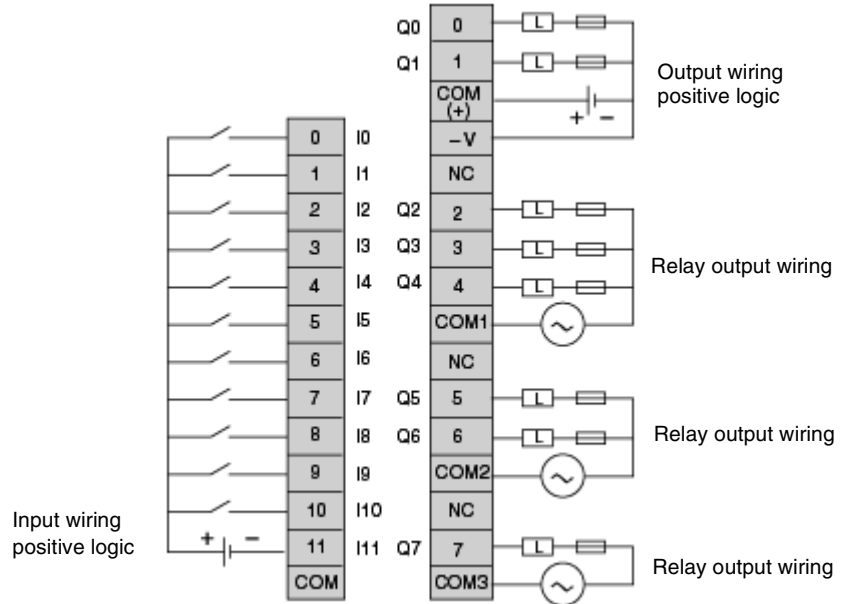 Q0 0 L
Q1 1 L
COM (+) + −
Output wiring
positive logic
0 I0 −V
1 I1 NC
2 I2 Q2 2 L
3 I3 Q3 3 L
Relay output wiring
4 I4 Q4 4 L
5 I5 COM1 ~
6 I6 NC
7 I7 Q5 5 L
8 I8 Q6 6 L
Relay output wiring
9 I9 COM2 ~
10 I10 NC
Input wiring
positive logic
+ − 11 I11 Q7 7 L
Relay output wiring
COM COM3 ~